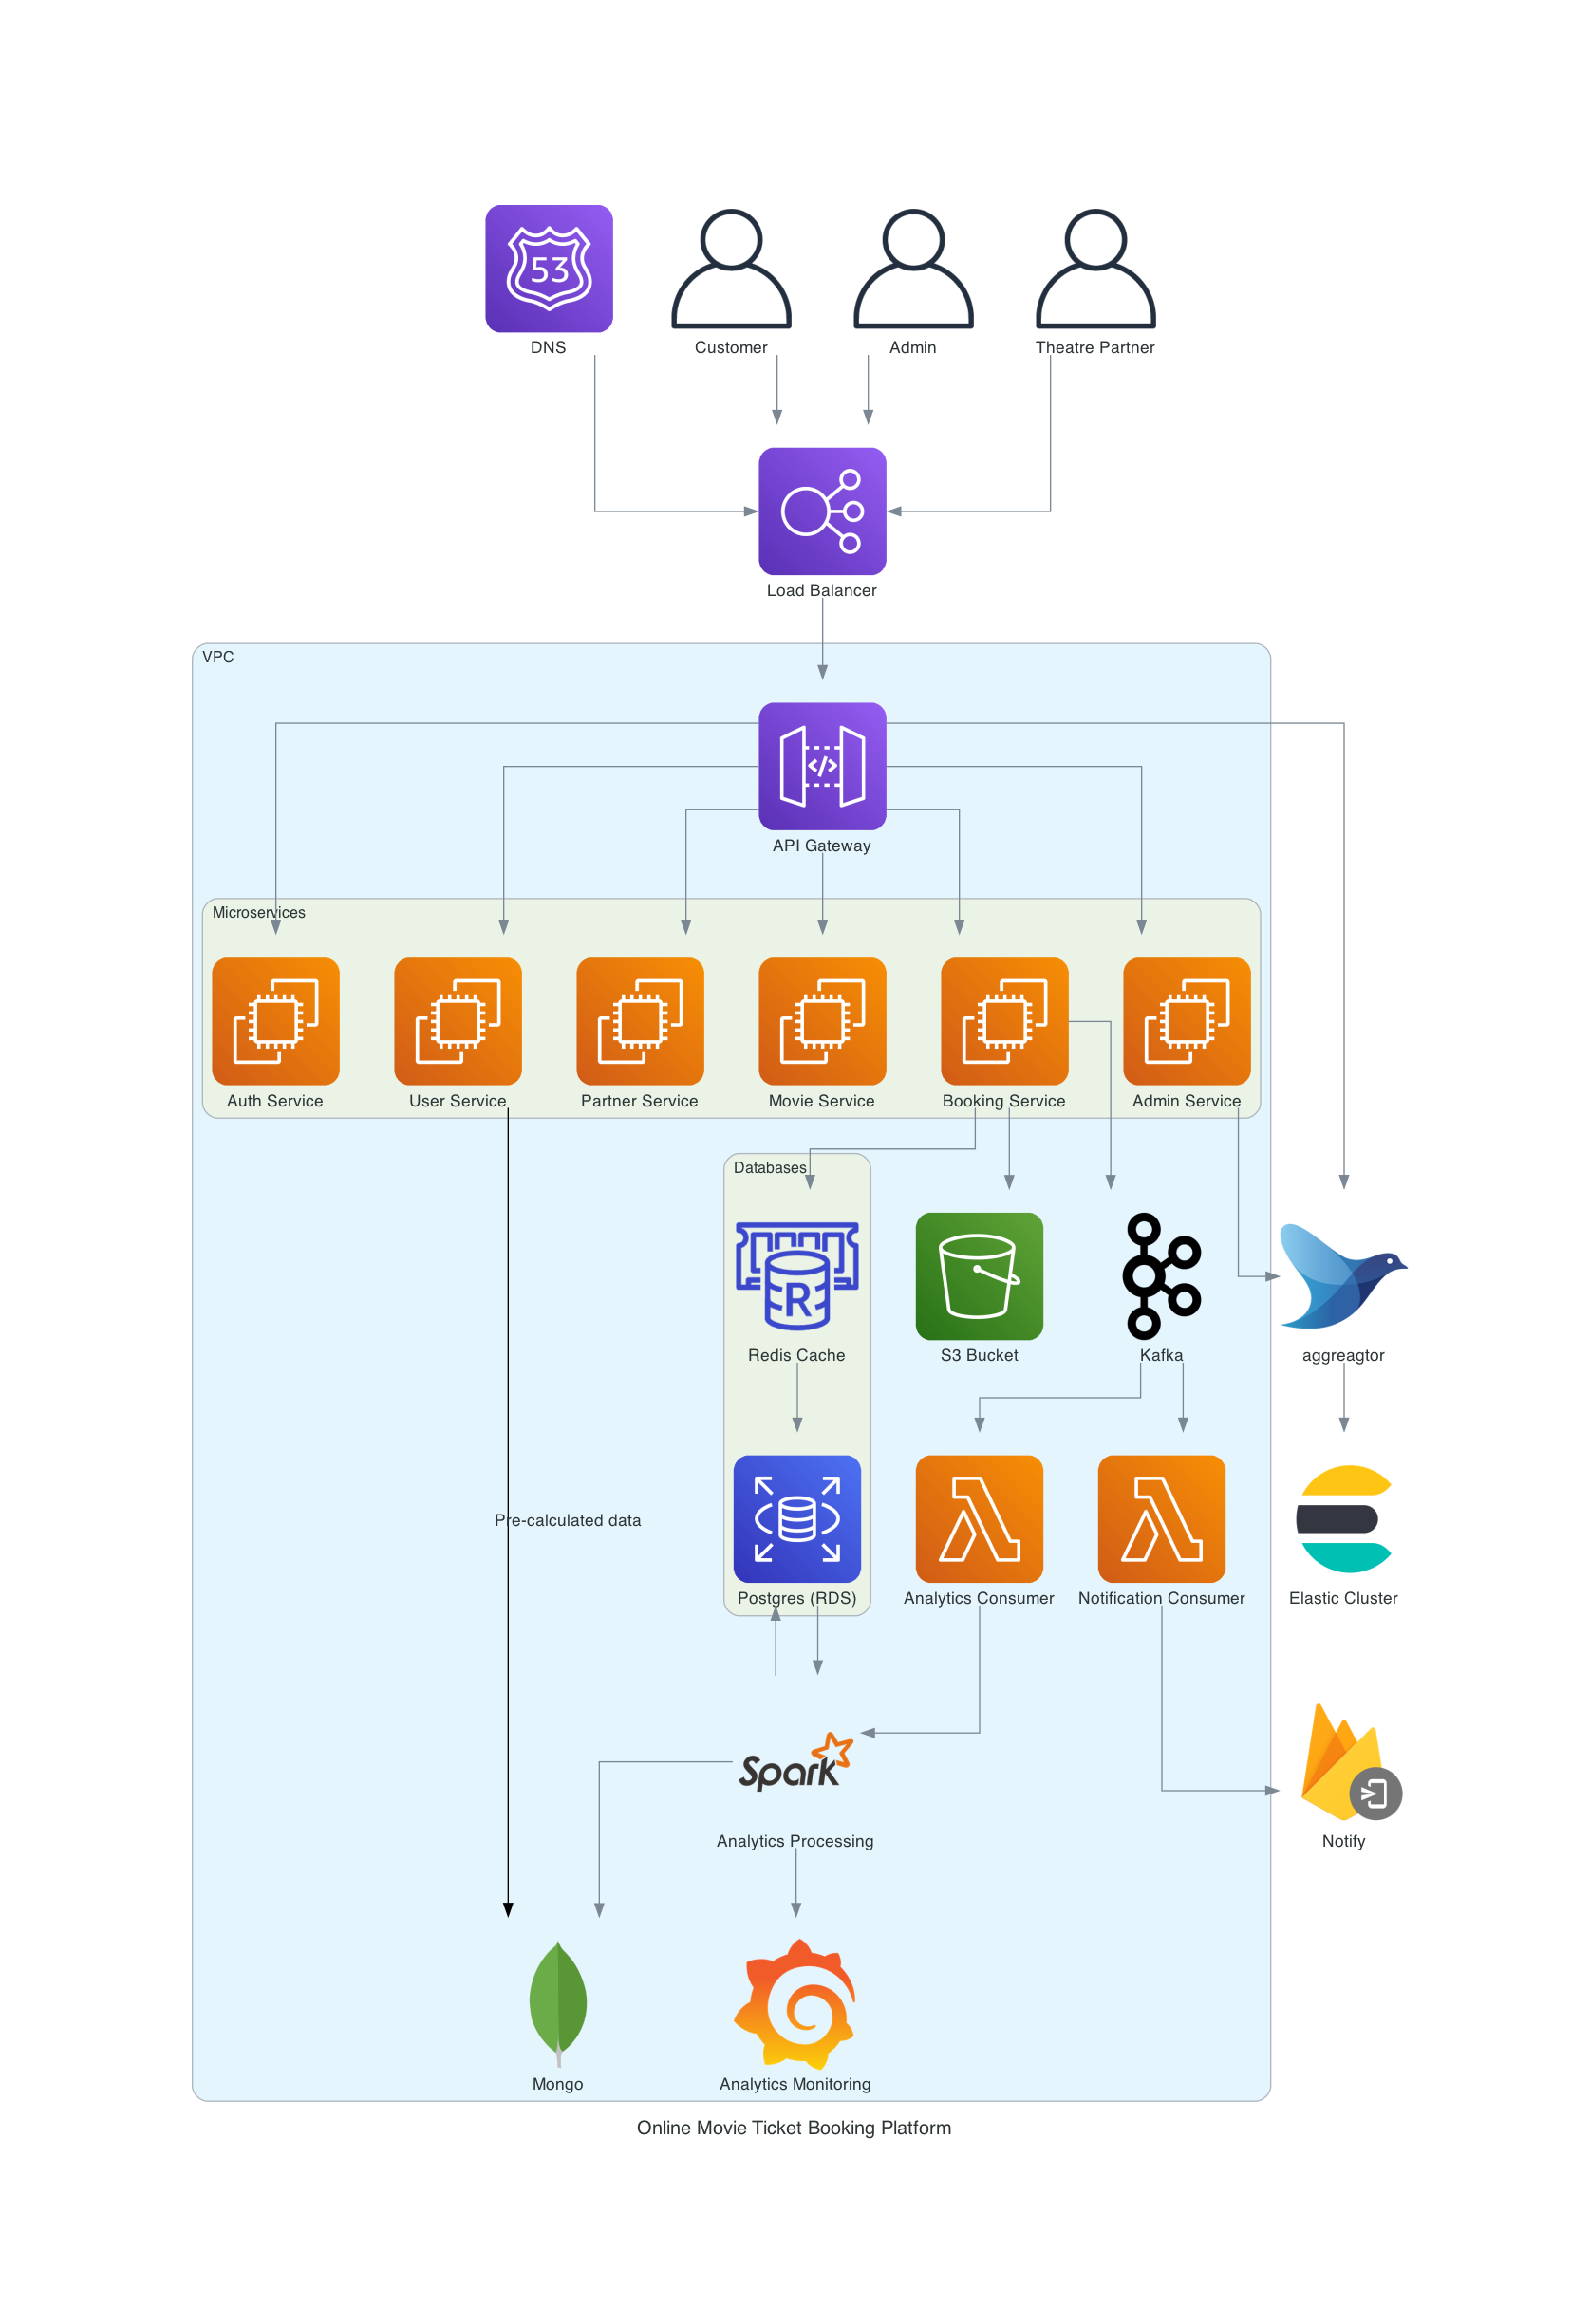 53
DNS
Customer
Admin
Theatre Partner
Load Balancer
VPC
</>
API Gateway
Microservices
Auth Service
User Service
Partner Service
Movie Service
Booking Service
Admin Service
Databases
R
Redis Cache
S3 Bucket
Kafka
aggreagtor
Pre-calculated data
Postgres (RDS)
Analytics Consumer
Notification Consumer
Elastic Cluster
Spark
Analytics Processing
Notify
Mongo
Analytics Monitoring
Online Movie Ticket Booking Platform